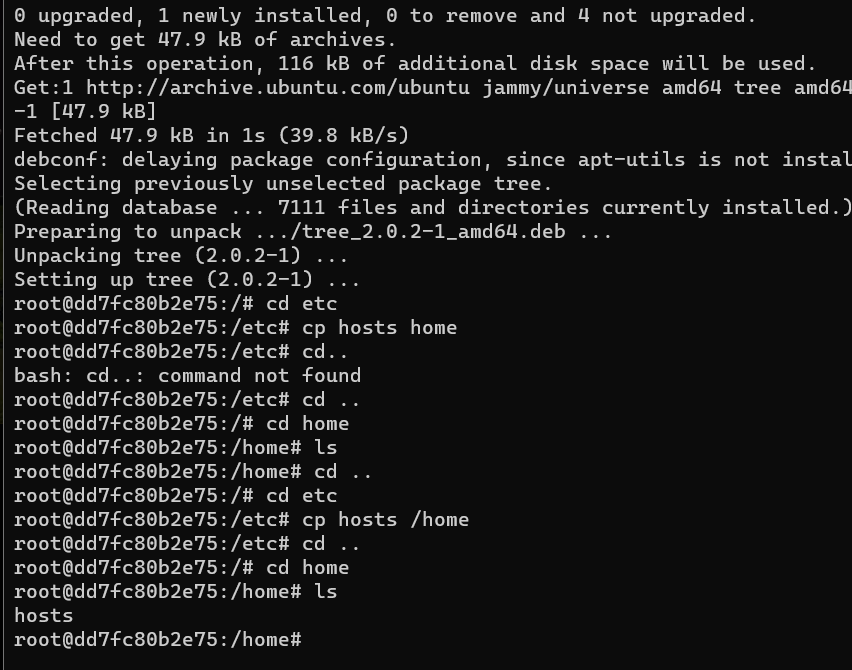 0 upgraded, 1 newly installed, 0 to remove and 4 not upgraded.
Need to get 47.9 kB of archives.
After this operation, 116 kB of additional disk space will be used.
Get:1 http://archive.ubuntu.com/ubuntu jammy/universe amd64 tree amd64
-1 [47.9 kB]
Fetched 47.9 kB in 1s (39.8 kB/s)
debconf: delaying package configuration, since apt-utils is not instal
Selecting previously unselected package tree.
(Reading database ... 7111 files and directories currently installed.)
Preparing to unpack .../tree_2.0.2-1_amd64.deb ...
Unpacking tree (2.0.2-1) ...
Setting up tree (2.0.2-1) ...
root@dd7fc80b2e75:/# cd etc
root@dd7fc80b2e75:/etc# cp hosts home
root@dd7fc80b2e75:/etc# cd..
bash: cd..: command not found
root@dd7fc80b2e75:/etc# cd ..
root@dd7fc80b2e75:/# cd home
root@dd7fc80b2e75:/home# ls
root@dd7fc80b2e75:/home# cd ..
root@dd7fc80b2e75:/# cd etc
root@dd7fc80b2e75:/etc# cp hosts /home
root@dd7fc80b2e75:/etc# cd ..
root@dd7fc80b2e75:/# cd home
root@dd7fc80b2e75:/home# ls
hosts
root@dd7fc80b2e75:/home#